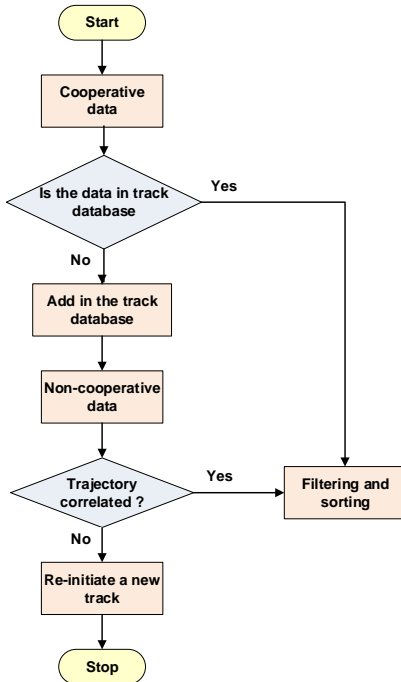 Start
Cooperative
data
Is the data in track
database
Yes
No
Add in the track
database
Non-cooperative
data
Trajectory
correlated ?
Yes
Filtering and
sorting
No
Re-initiate a new
track
Stop